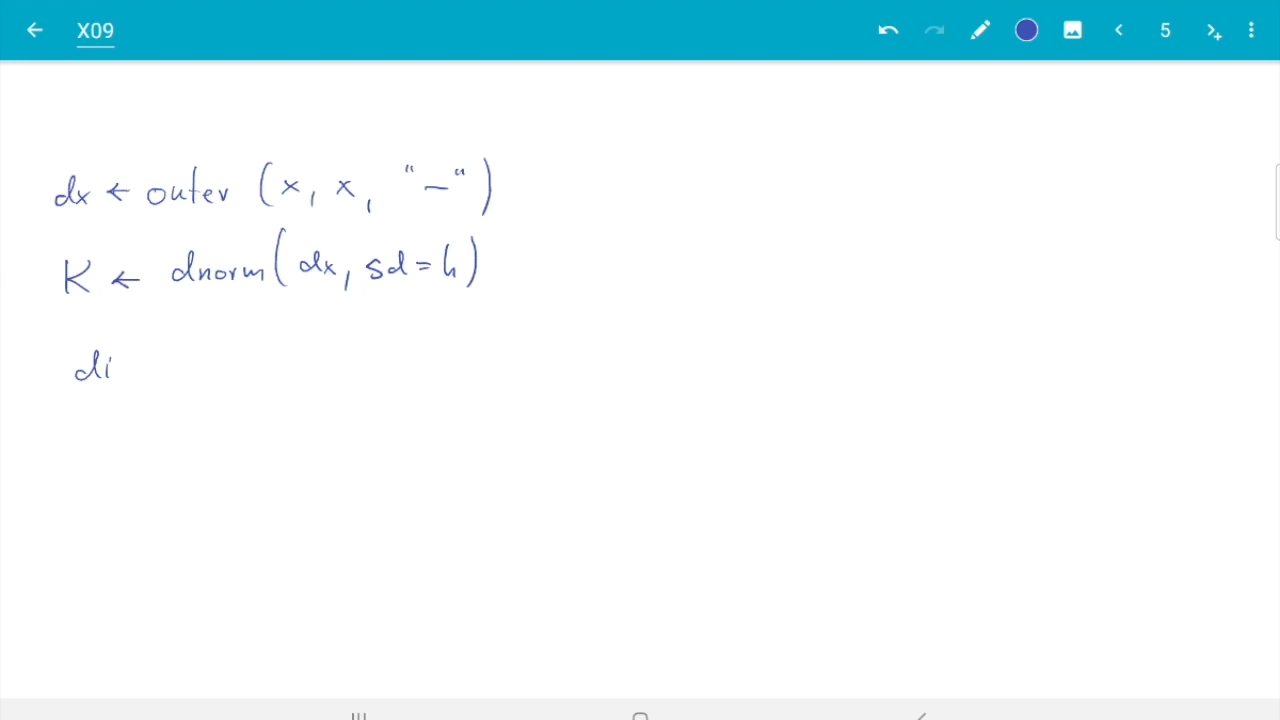 X09
5
dx ← outer (x, x, "–")
K ← dnorm(dx, sd=h)
di